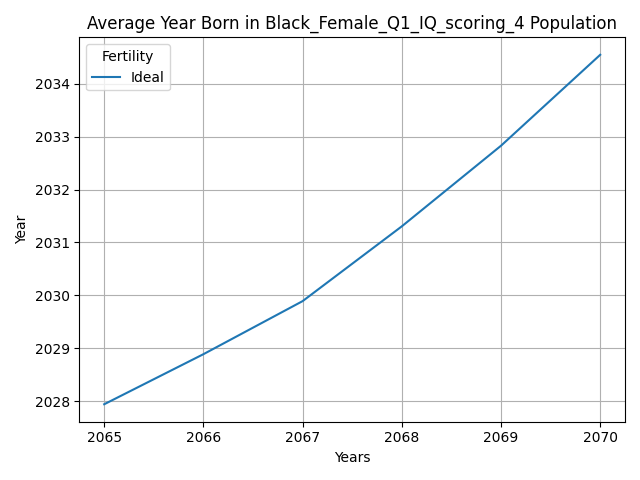 Average Year Born in Black_Female_Q1_IQ_scoring_4 Population
Fertility
Ideal
Year
2034
2033
2032
2031
2030
2029
2028
2065 2066 2067 2068 2069 2070
Years